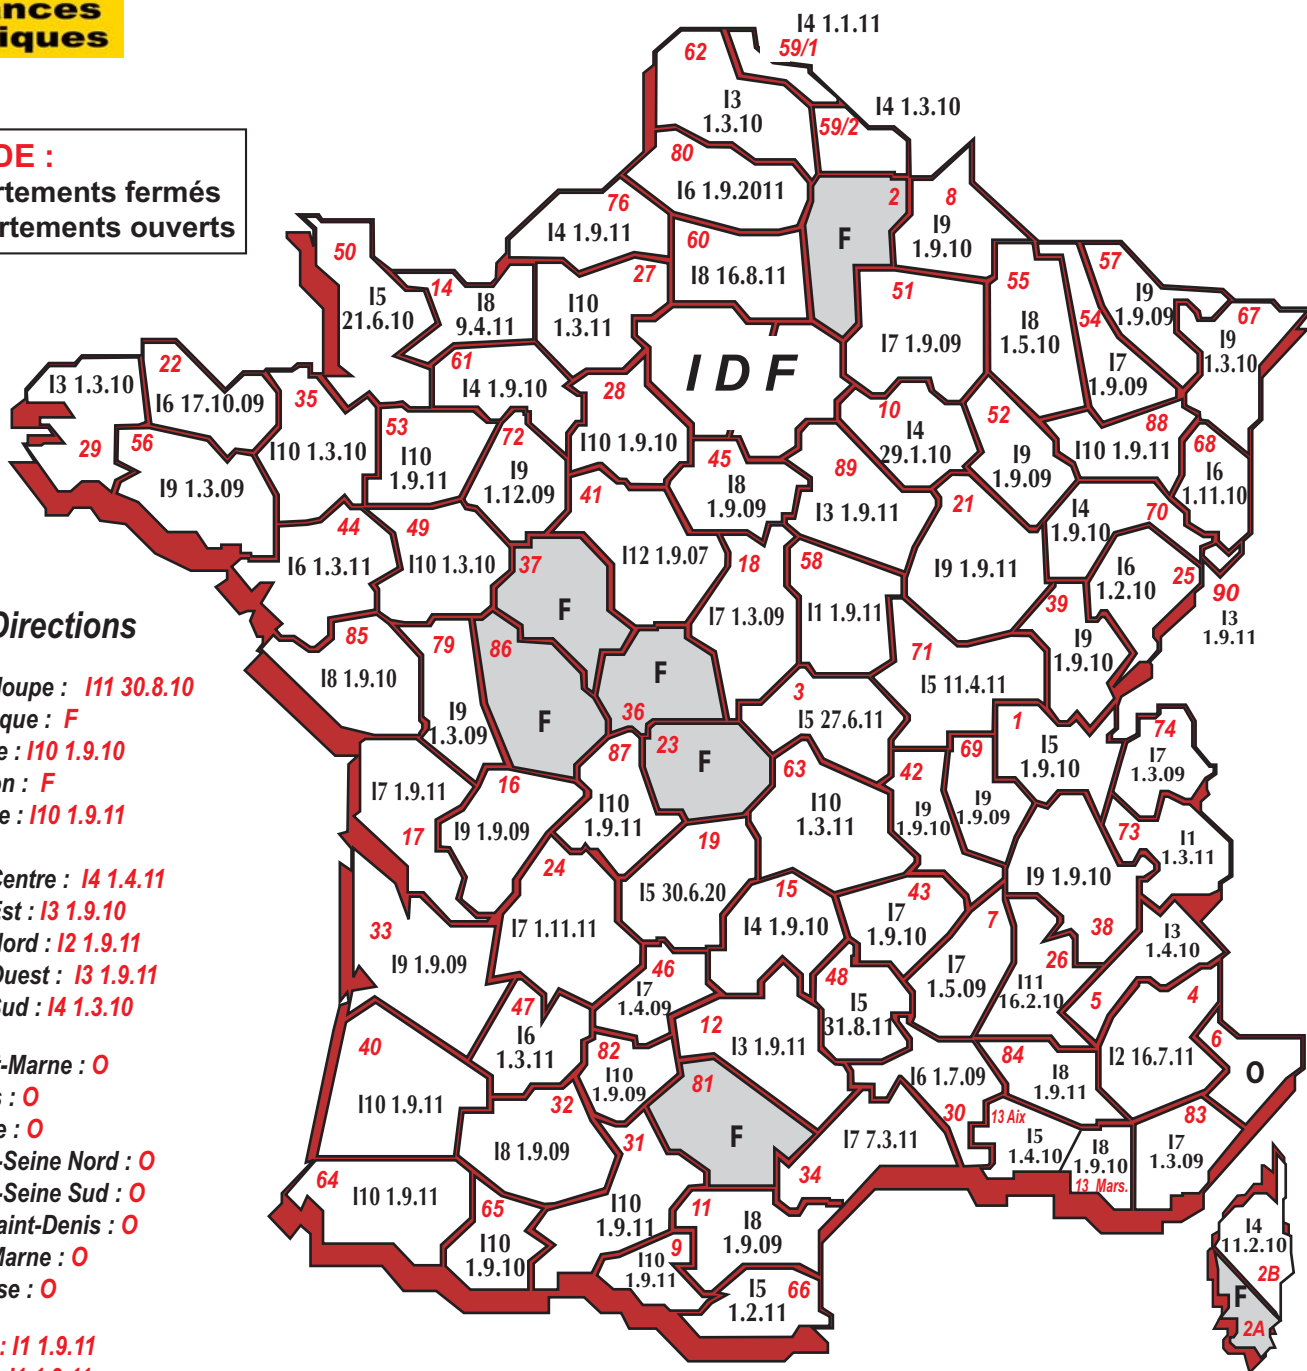 I4 1.1.11
59/1
62
I3
1.3.10
I4 1.3.10
59/2
DE :
80
I6 1.9.2011
2
8
F
I9
1.9.10
76
I4 1.9.11
60
I8 16.8.11
50
I5
21.6.10
14
I8
9.4.11
27
I10
1.3.11
51
I7 1.9.09
55
I8
1.5.10
57
I9
1.9.09
54
I7
1.9.09
67
I9
1.3.10
61
I4 1.9.10
IDF
I3 1.3.10
29
22
I6 17.10.09
35
I10 1.3.10
56
I9 1.3.09
53
I10
1.9.11
72
I9
1.12.09
28
I10 1.9.10
45
I8
1.9.09
10
I4
29.1.10
52
I9
1.9.09
88
I10 1.9.11
68
I6
1.11.10
89
I3 1.9.11
41
I12 1.9.07
44
I6 1.3.11
49
I10 1.3.10
37
F
18
I7 1.3.09
58
I1 1.9.11
21
I9 1.9.11
70
I4
1.9.10
I6
1.2.10
25
90
I3
1.9.11
39
I9
1.9.10
Directions
85
I8 1.9.10
79
I9
1.3.09
86
F
F
36
3
I5 27.6.11
71
I5 11.4.11
loupe : I11 30.8.10
que : F
e : I10 1.9.10
on : F
e : I10 1.9.11
1
I5
1.9.10
74
I7
1.3.09
I7 1.9.11
17
16
I9 1.9.09
87
I10
1.9.11
23
F
63
I10
1.3.11
42
I9
1.9.10
69
I9
1.9.09
73
I1
1.3.11
Centre : I4 1.4.11
Est : I3 1.9.10
Nord : I2 1.9.11
Ouest : I3 1.9.11
Sud : I4 1.3.10
24
I7 1.11.11
19
I5 30.6.20
15
I4 1.9.10
43
I7
1.9.10
I9 1.9.10
38
33
I9 1.9.09
7
I7
1.5.09
26
I11
16.2.10
I3
1.4.10
5
46
I7
1.4.09
48
I5
31.8.11
47
I6
1.3.11
12
I3 1.9.11
4
I2 16.7.11
6
O
40
I10 1.9.11
82
I10
1.9.09
81
F
I6 1.7.09
30
84
I8
1.9.11
83
I7
1.3.09
-Marne : O
s : O
e : O
-Seine Nord : O
-Seine Sud : O
aint-Denis : O
Marne : O
se : O
: I1 1.9.11
32
I8 1.9.09
31
I10
1.9.11
34
I7 7.3.11
13 Aix
I5
1.4.10
I8
1.9.10
13 Mars.
64
I10 1.9.11
65
I10
1.9.10
11
I8
1.9.09
9
I10
1.9.11
66
I5
1.2.11
I4
11.2.10
2B
F
2A
ances
iques
rtements fermés
rtements ouverts